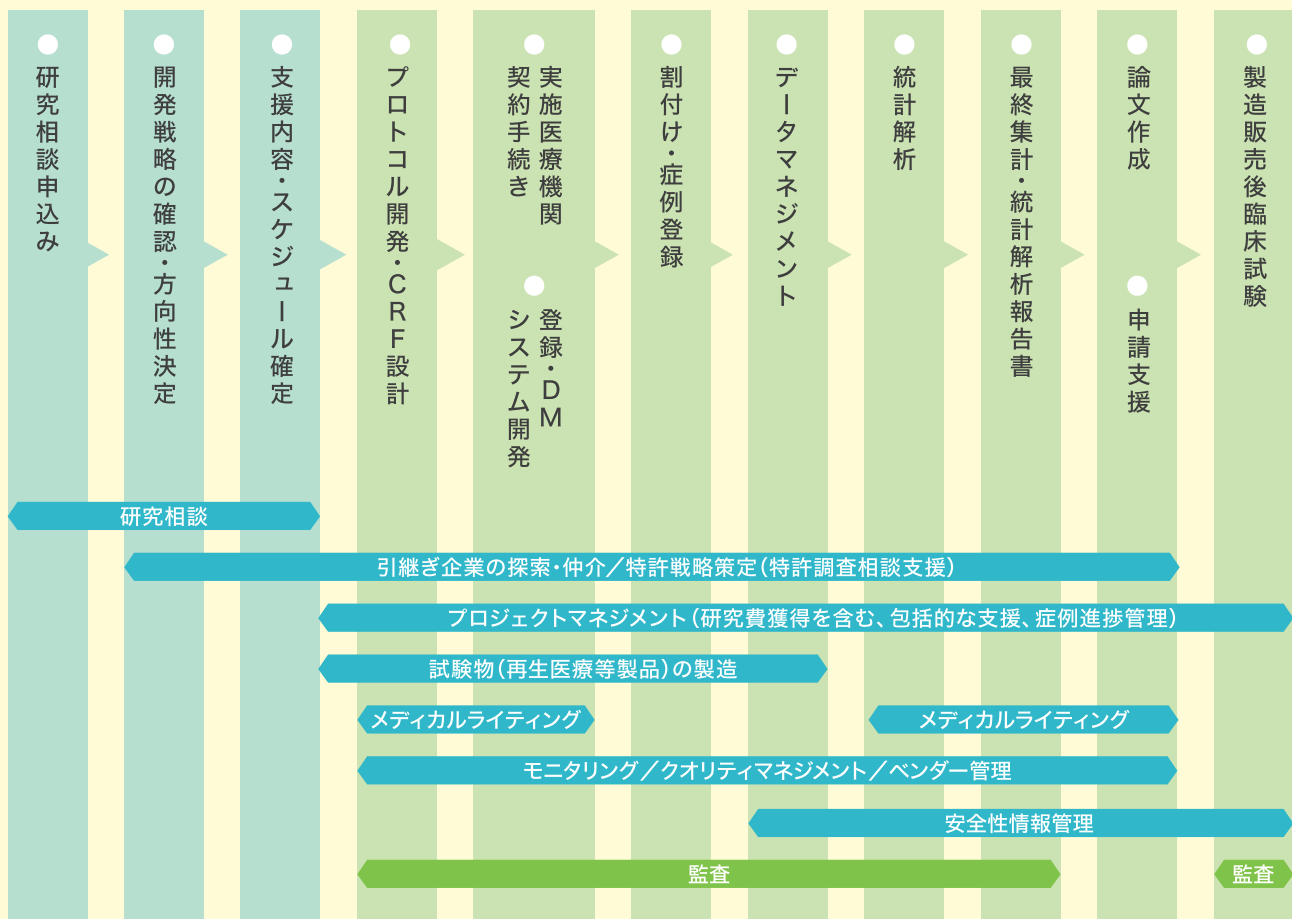 研究相談申込み
開発戦略の確認・方向性決定
支援内容・スケジュール確定
プロトコル開発・CRF設計
実施医療機関
契約手続き
登録・DM
システム開発
割付け・症例登録
データマネジメント
統計解析
最終集計・統計解析報告書
論文作成
申請支援
製造販売後臨床試験
研究相談
引継ぎ企業の探索・仲介／特許戦略策定（特許調査相談支援）
プロジェクトマネジメント（研究費獲得を含む、包括的な支援、症例進捗管理）
試験物（再生医療等製品）の製造
メディカルライティング
メディカルライティング
モニタリング／クオリティマネジメント／ベンダー管理
安全性情報管理
監査
監査